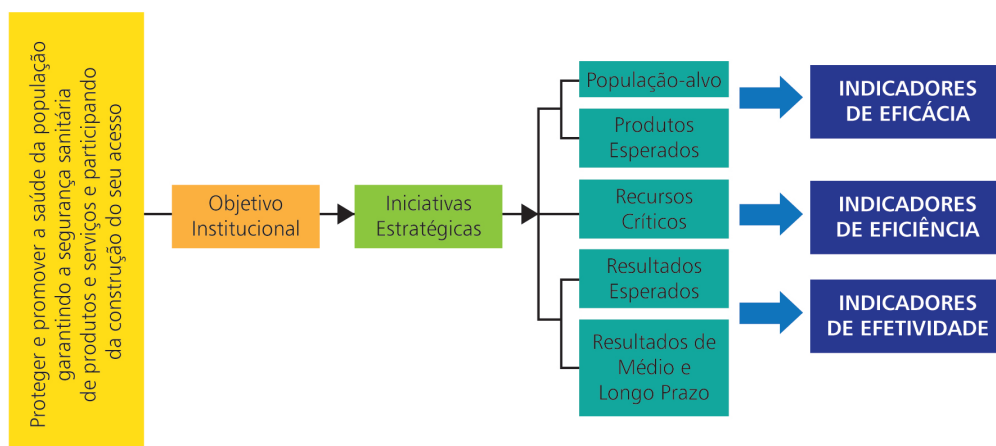 Proteger e promover a saúde da população
garantindo a segurança sanitária
de produtos e serviços e participando
da construção do seu acesso
Objetivo
Institucional
Iniciativas
Estratégicas
População-alvo
Produtos
Esperados
Recursos
Críticos
Resultados
Esperados
Resultados de
Médio e
Longo Prazo
INDICADORES
DE EFICÁCIA
INDICADORES
DE EFICIÊNCIA
INDICADORES
DE EFETIVIDADE